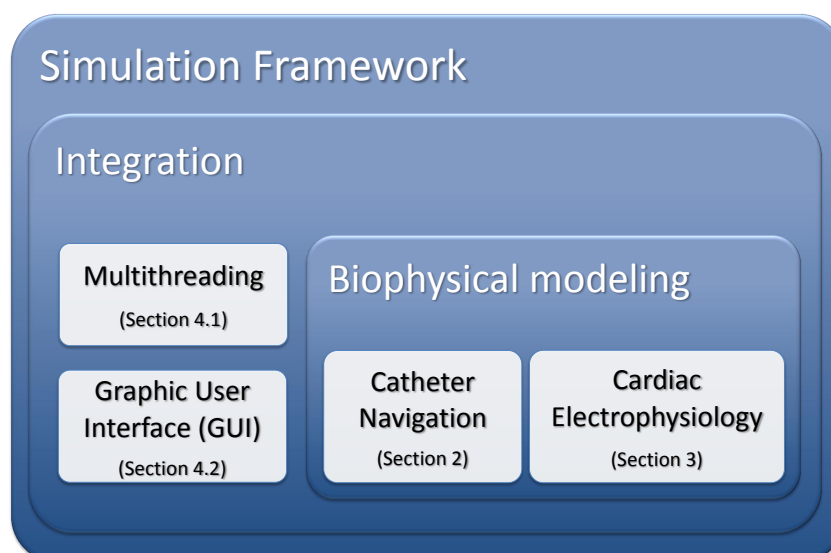 Simulation Framework
Integration
Multithreading
(Section 4.1)
Graphic User
Interface (GUI)
(Section 4.2)
Biophysical modeling
Catheter
Navigation
(Section 2)
Cardiac
Electrophysiology
(Section 3)